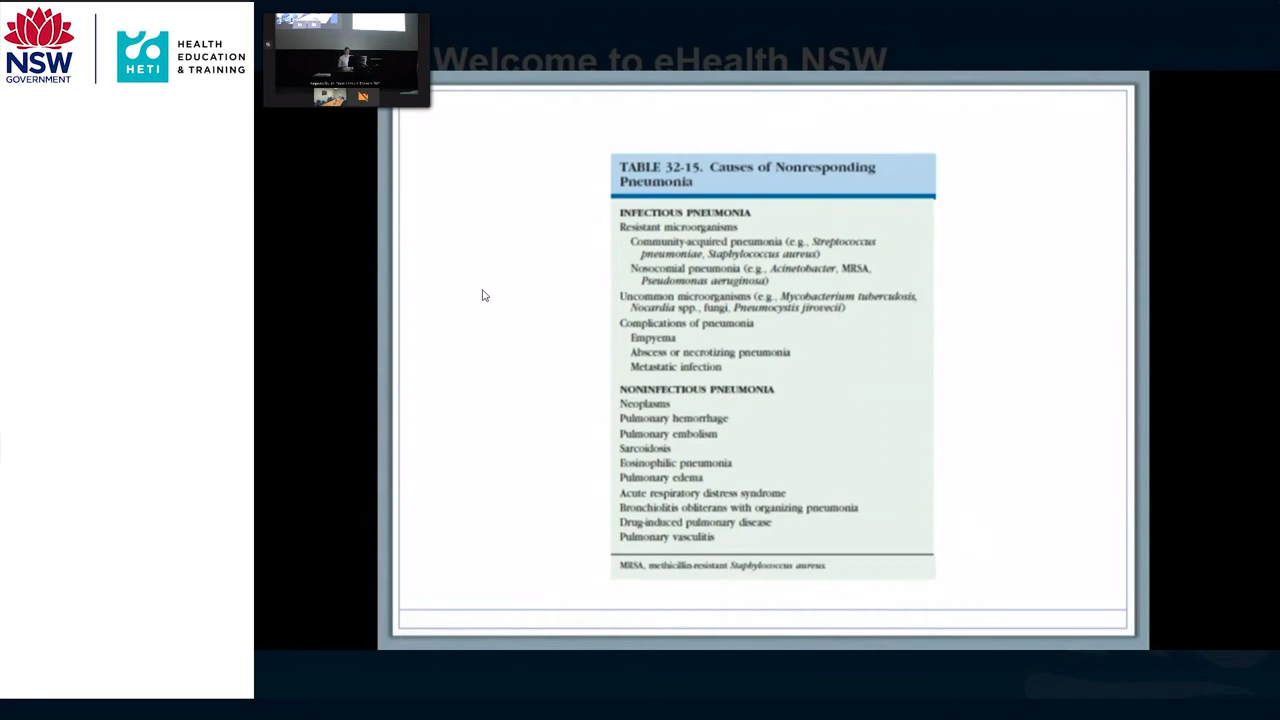 NSW
GOVERNMENT
HETI
HEALTH
EDUCATION
& TRAINING
Welcome to eHealth NSW
TABLE 32-15. Causes of Nonresponding
Pneumonia
INFECTIOUS PNEUMONIA
Resistant microorganisms
Community-acquired pneumonia (e.g., Streptococcus
pneumoniae, Staphylococcus aureus)
Nosocomial pneumonia (e.g., Acinetobacter, MRSA,
Pseudomonas aeruginosa)
Uncommon microorganisms (e.g., Mycobacterium tuberculosis,
Nocardia spp., fungi, Pneumocystis jirovecii)
Complications of pneumonia
Empyema
Abscess or necrotizing pneumonia
Metastatic infection
NONINFECTIOUS PNEUMONIA
Neoplasms
Pulmonary hemorrhage
Pulmonary embolism
Sarcoidosis
Eosinophilic pneumonia
Pulmonary edema
Acute respiratory distress syndrome
Bronchiolitis obliterans with organizing pneumonia
Drug-induced pulmonary disease
Pulmonary vasculitis
MRSA, methicillin-resistant Staphylococcus aureus.